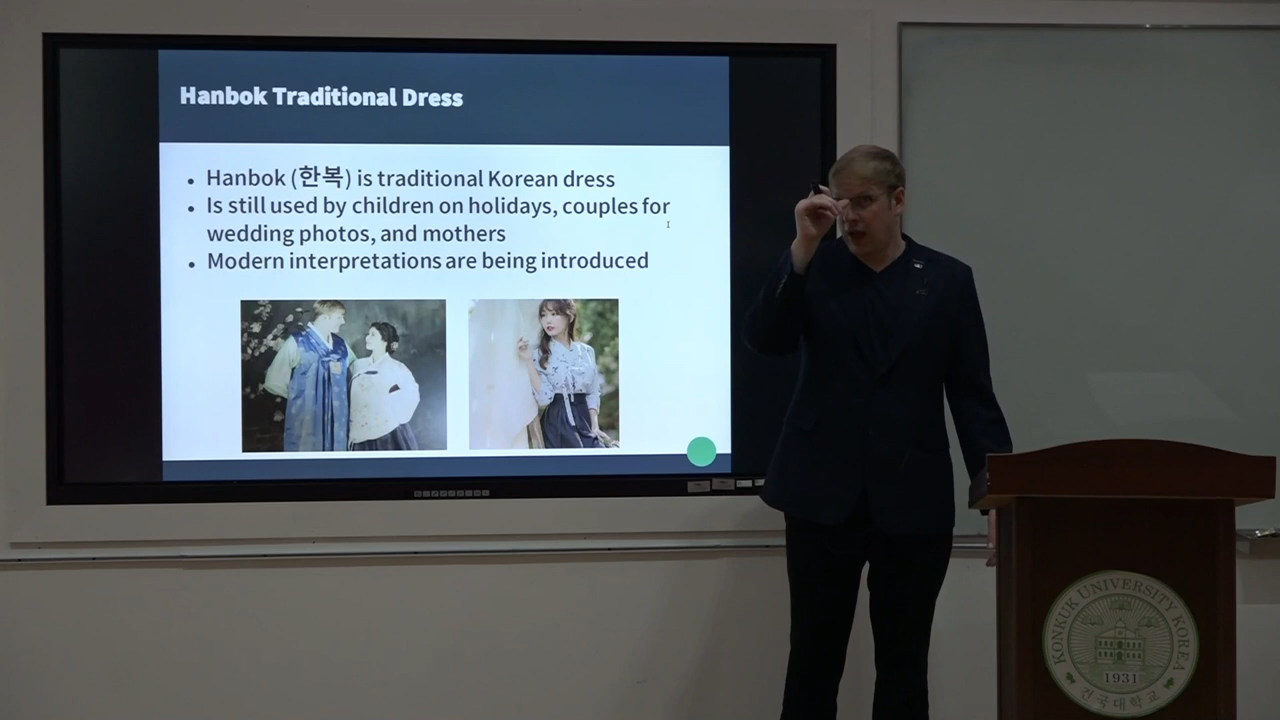 Hanbok Traditional Dress
• Hanbok (한복) is traditional Korean dress
• Is still used by children on holidays, couples for
wedding photos, and mothers
• Modern interpretations are being introduced
KONKUK UNIVERSITY KOREA
1931
건국대학교